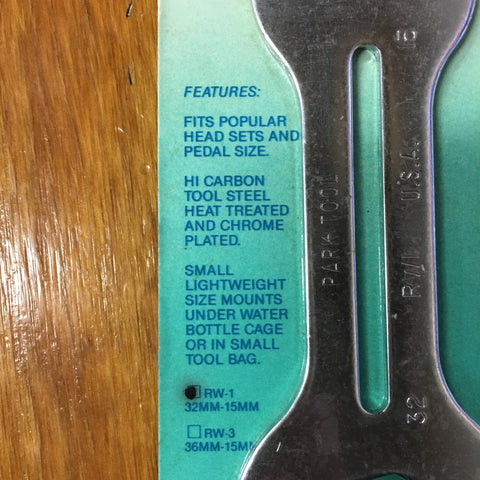 FEATURES:
FITS POPULAR
HEAD SETS AND
PEDAL SIZE.
HI CARBON
TOOL STEEL
HEAT TREATED
AND CHROME
PLATED.
SMALL
LIGHTWEIGHT
SIZE MOUNTS
UNDER WATER
BOTTLE CAGE
OR IN SMALL
TOOL BAG.
RW-1
32MM-15MM
RW-3
36MM-15MM
PARK TOOL
RW/1 U.S.A.
32